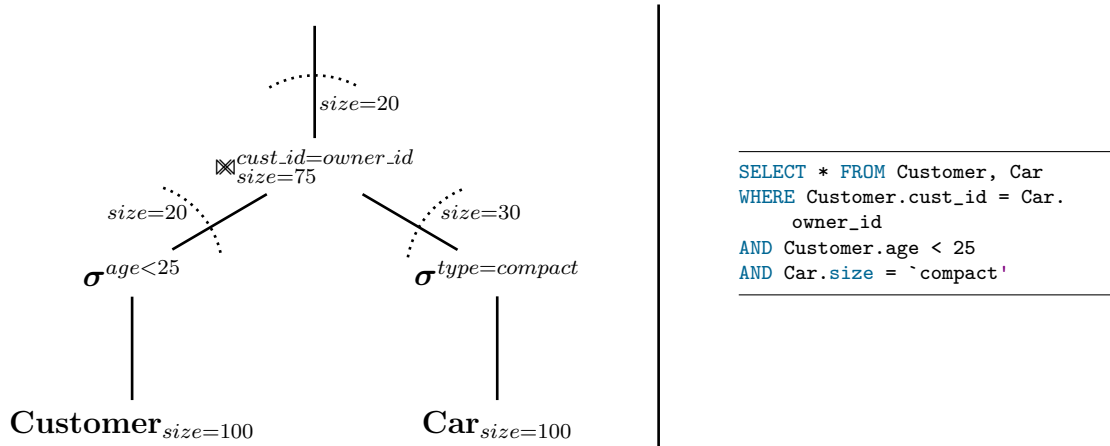 size=20
⋈cust_id=owner_id
size=75
size=20
size=30
σage<25
σtype=compact
Customersize=100
Carsize=100
SELECT * FROM Customer, Car
WHERE Customer.cust_id = Car.
owner_id
AND Customer.age < 25
AND Car.size = `compact'